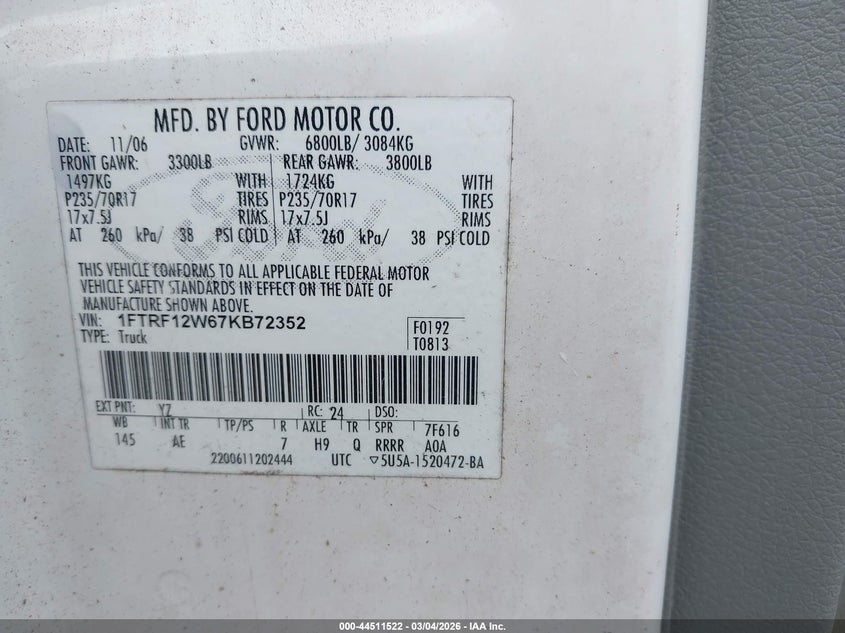 MFD. BY FORD MOTOR CO.
DATE: 11/06 GVWR: 6800LB/ 3084KG
FRONT GAWR: 3300LB REAR GAWR: 3800LB
1497KG WITH 1724KG WITH
P235/70R17 TIRES P235/70R17 TIRES
17x7.5J RIMS 17x7.5J RIMS
AT 260 kPa/ 38 PSI COLD AT 260 kPa/ 38 PSI COLD
THIS VEHICLE CONFORMS TO ALL APPLICABLE FEDERAL MOTOR
VEHICLE SAFETY STANDARDS IN EFFECT ON THE DATE OF
MANUFACTURE SHOWN ABOVE.
VIN: 1FTRF12W67KB72352 F0192
TYPE: Truck T0813
EXT PNT: YZ RC: 24 DSO:
WB INT TR TP/PS R AXLE TR SPR 7F616
145 AE 7 H9 Q RRRR AOA
2200611202444 UTC ▽5U5A-1520472-BA
000-44511522 — 03/04/2026 — IAA Inc.